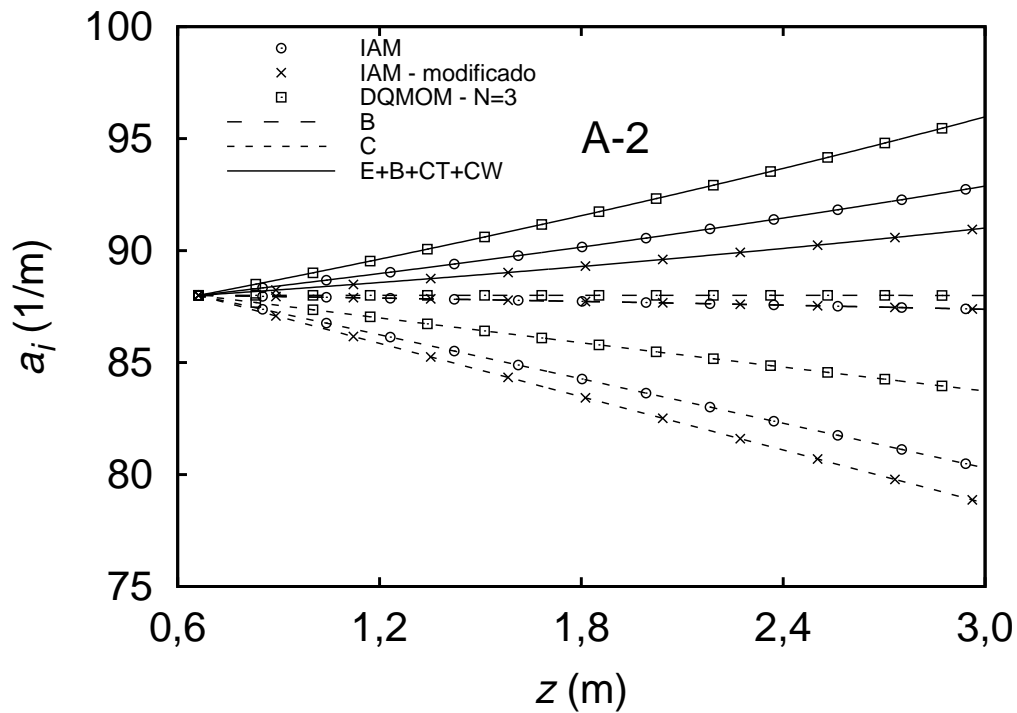 100
95
90
85
80
75
a_i (1/m)
IAM
IAM - modificado
DQMOM - N=3
B
C
E+B+CT+CW
A-2
0,6 1,2 1,8 2,4 3,0
z (m)